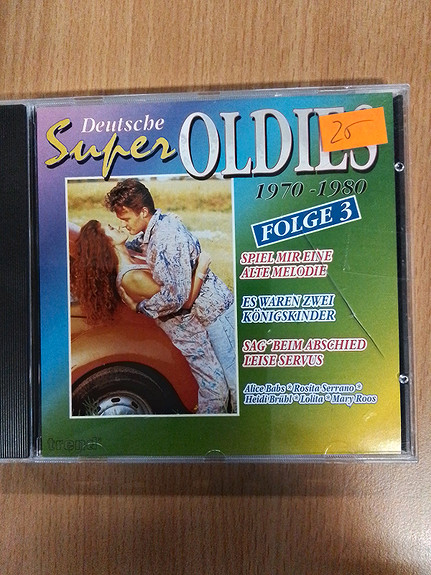 Deutsche
Super OLDIES
25
1970 - 1980
FOLGE 3
SPIEL MIR EINE
ALTE MELODIE
ES WAREN ZWEI
KÖNIGSKINDER
SAG´ BEIM ABSCHIED
LEISE SERVUS
Alice Babs * Rosita Serrano *
Heidi Brühl * Lolita * Mary Roos